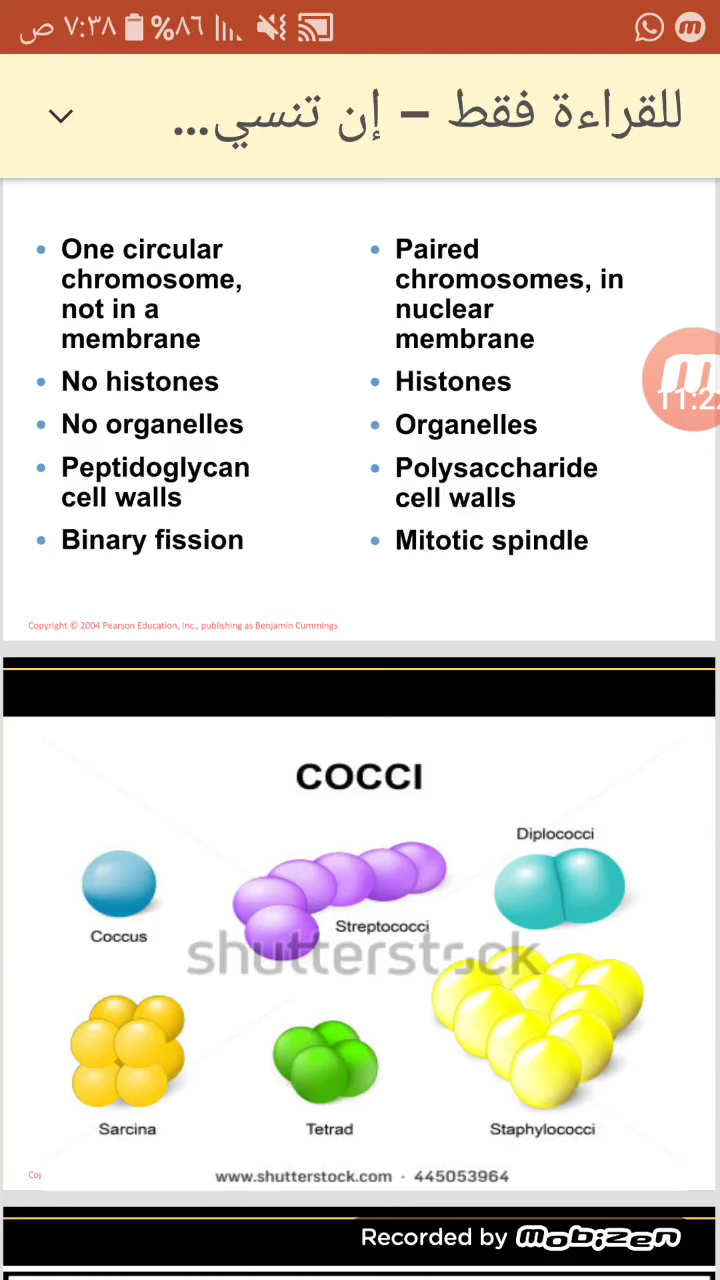 ص ٧:٣٨ %٨٦
للقراءة فقط – إن تنسي...
One circular
chromosome,
not in a
membrane
No histones
No organelles
Peptidoglycan
cell walls
Binary fission
Paired
chromosomes, in
nuclear
membrane
Histones
Organelles
Polysaccharide
cell walls
Mitotic spindle
11:22
Copyright © 2004 Pearson Education, Inc., publishing as Benjamin Cummings
COCCI
Coccus
Streptococci
Diplococci
shutterstock
Sarcina
Tetrad
Staphylococci
www.shutterstock.com · 445053964
Recorded by mobizen